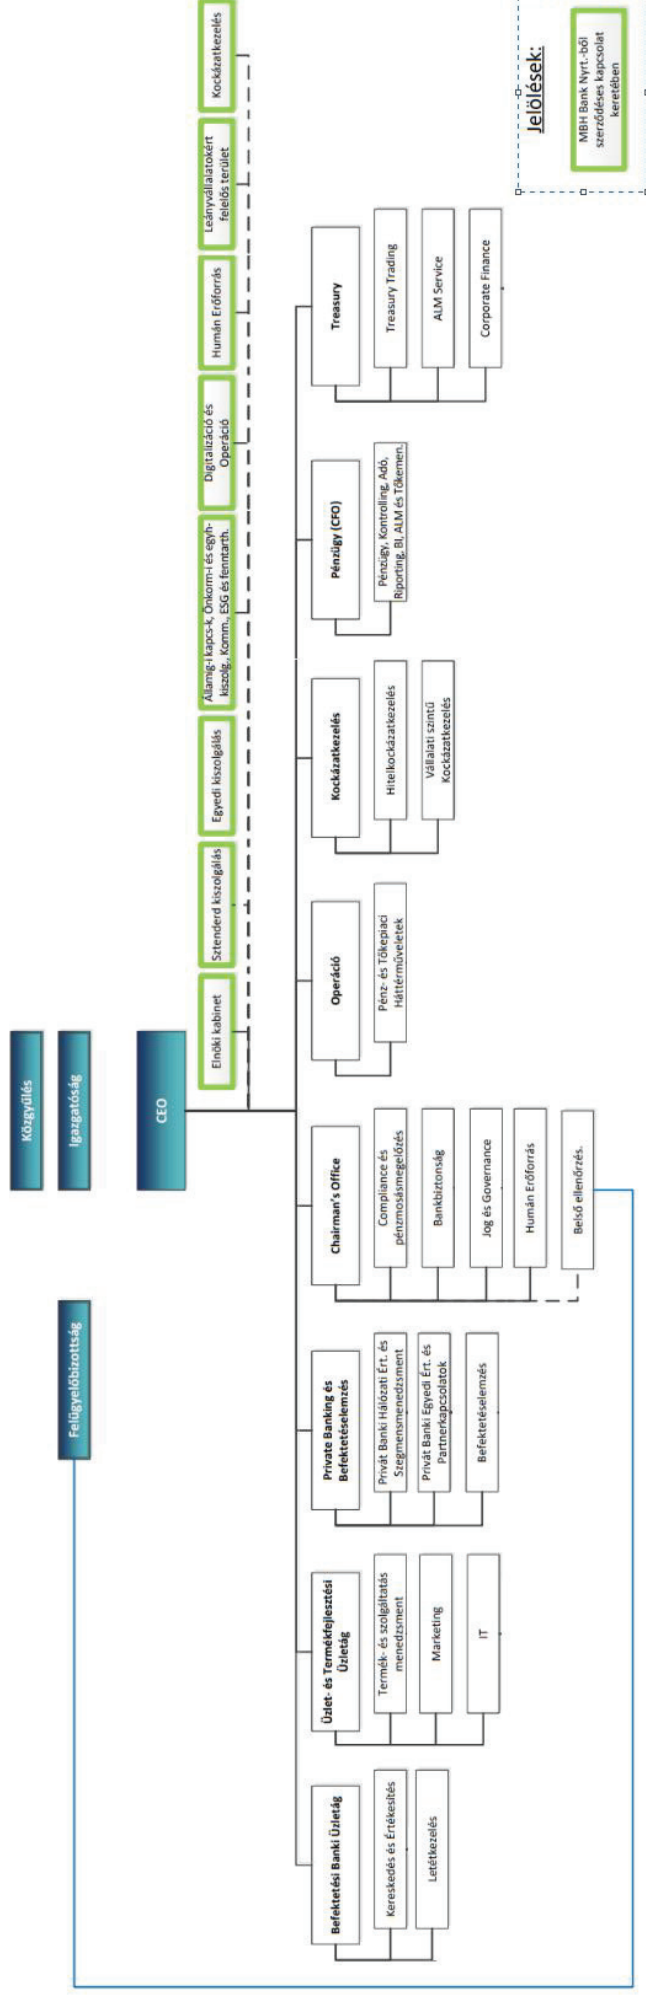 Közgyűlés
Felügyelőbizottság
Igazgatóság
CEO
Elnöki kabinet
Sztenderd kiszolgálás
Egyedi kiszolgálás
Államig-i kapcs-k, Önkorm-i és egyh-
kiszolg., Komm., ESG és fenntarth.
Digitalizáció és
Operáció
Humán Erőforrás
Leányvállalatokért
felelős terület
Kockázatkezelés
Befektetési Banki Üzletág
Kereskedés és Értékesítés
Letétkezelés
Üzlet- és Termékfejlesztési
Üzletág
Termék- és szolgáltatás
menedzsment
Marketing
IT
Private Banking és
Befektetéselemzés
Privát Banki Hálózati Ért. és
Szegmensmenedzsment
Privát Banki Egyedi Ért. és
Partnerkapcsolatok
Befektetéselemzés
Chairman's Office
Compliance és
pénzmosásmegelőzés
Bankbiztonság
Jog és Governance
Humán Erőforrás
Belső ellenőrzés.
Operáció
Pénz- és Tőkepiaci
Háttérműveletek
Kockázatkezelés
Hitelkockázatkezelés
Vállalati szintű
Kockázatkezelés
Pénzügy (CFO)
Pénzügy, Kontrolling, Adó,
Riporting, BI, ALM és Tőkemen.
Treasury
Treasury Trading
ALM Service
Corporate Finance
Jelölések:
MBH Bank Nyrt.-ből
szerződéses kapcsolat
keretében